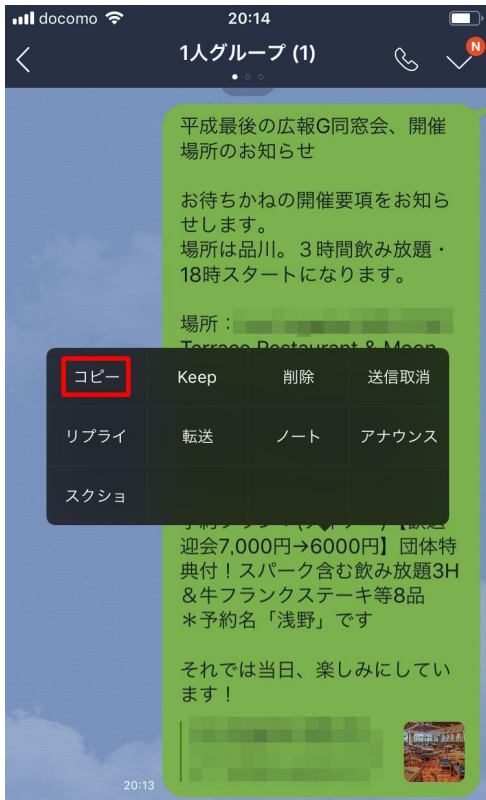 docomo 20:14
1人グループ (1)
N
平成最後の広報G同窓会、開催
場所のお知らせ
お待ちかねの開催要項をお知ら
せします。
場所は品川。３時間飲み放題・
18時スタートになります。
場所：
Terrace Restaurant & Moon
コピー Keep 削除 送信取消
リプライ 転送 ノート アナウンス
スクショ
迎会7,000円→6000円】団体特
典付！スパーク含む飲み放題3H
＆牛フランクステーキ等8品
＊予約名「浅野」です
それでは当日、楽しみにしてい
ます！
20:13